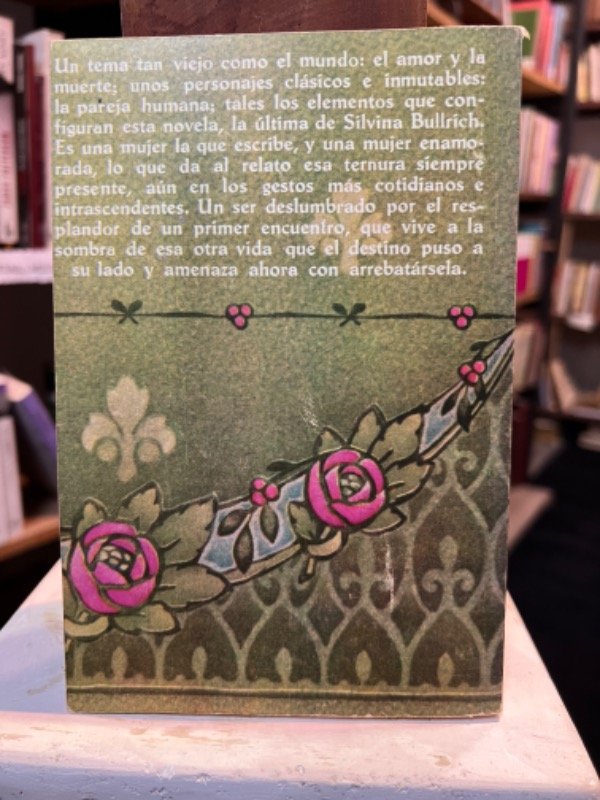 Un tema tan viejo como el mundo: el amor y la
muerte; unos personajes clásicos e inmutables:
la pareja humana; tales los elementos que con-
figuran esta novela, la última de Silvina Bullrich.
Es una mujer la que escribe, y una mujer enamo-
rada, lo que da al relato esa ternura siempre
presente, aún en los gestos más cotidianos e
intrascendentes. Un ser deslumbrado por el res-
plandor de un primer encuentro, que vive a la
sombra de esa otra vida que el destino puso a
su lado y amenaza ahora con arrebatársela.